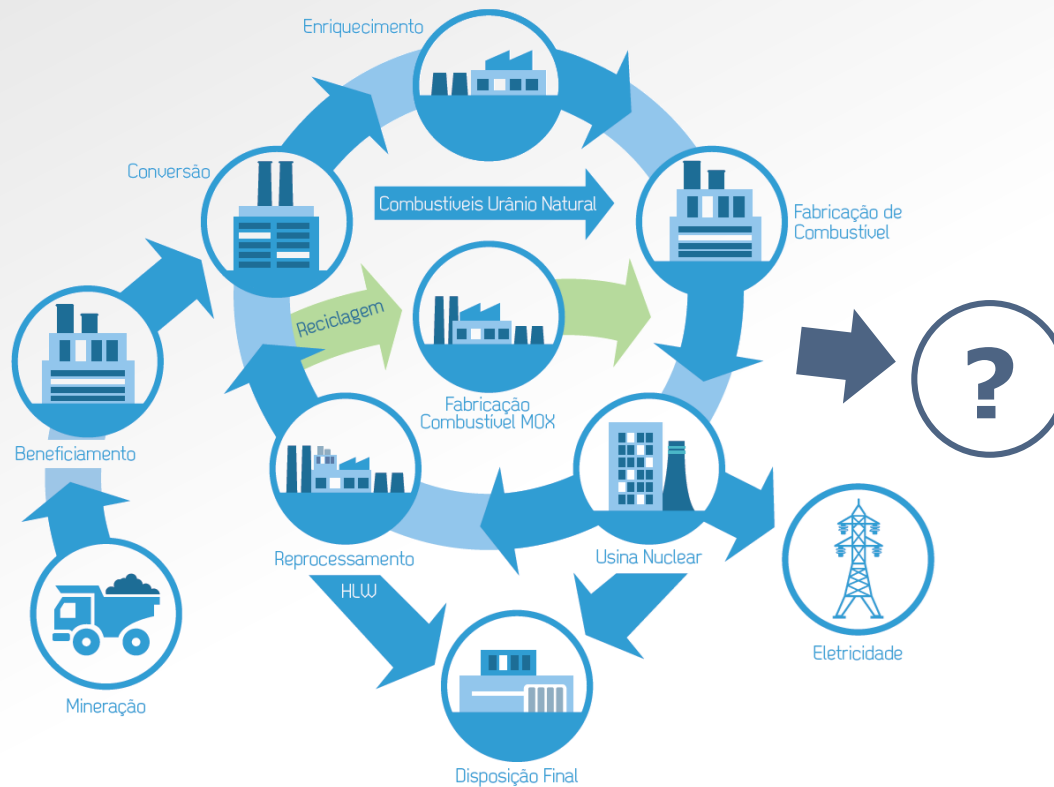 Enriquecimento
Conversão
Combustíveis Urânio Natural
Fabricação de
Combustível
Reciclagem
?
Fabricação
Combustível MOX
Beneficiamento
Reprocessamento
Usina Nuclear
HLW
Eletricidade
Mineração
Disposição Final